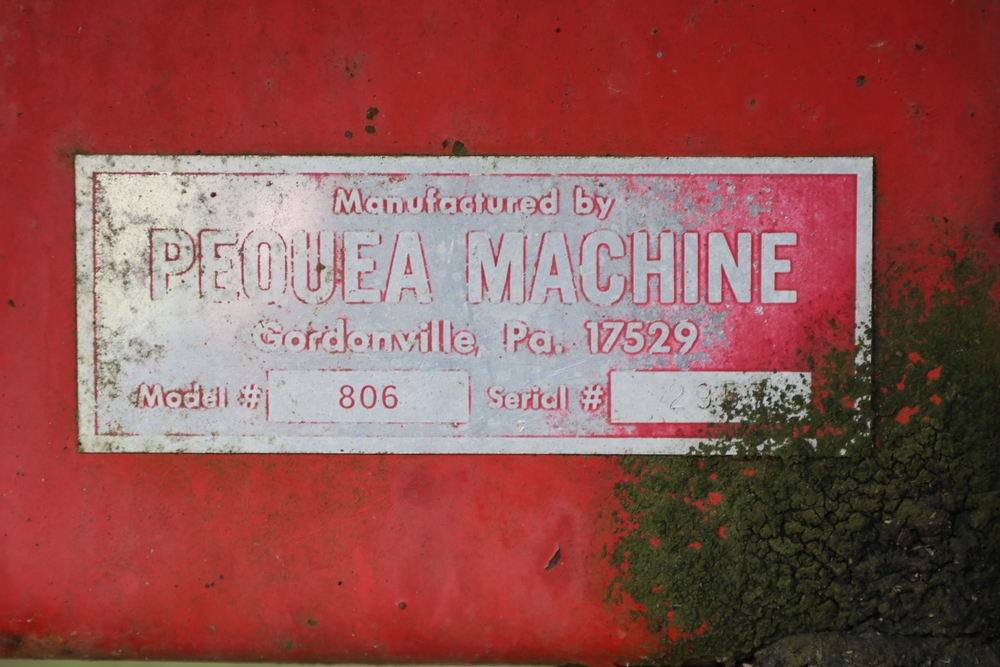 Manufactured by
PEQUEA MACHINE
Gordonville, Pa. 17529
Model # 806 Serial #